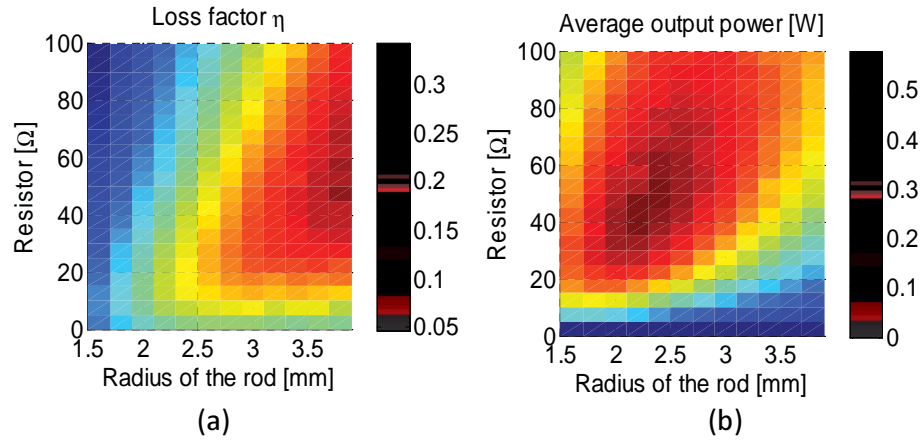 Loss factor η
100
80
60
40
20
0
Resistor [Ω]
1.5 2 2.5 3 3.5
Radius of the rod [mm]
0.3
0.25
0.2
0.15
0.1
0.05
(a)
Average output power [W]
100
80
60
40
20
0
Resistor [Ω]
1.5 2 2.5 3 3.5
Radius of the rod [mm]
0.5
0.4
0.3
0.2
0.1
0
(b)